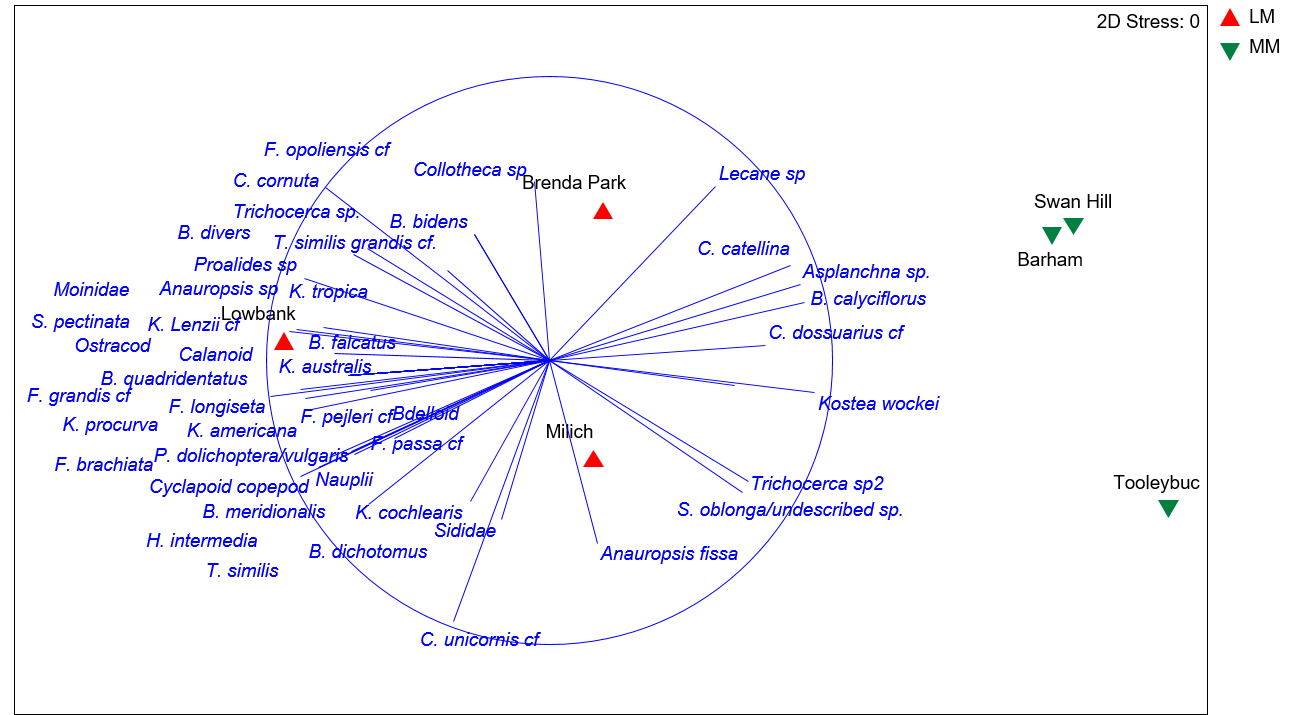 2D Stress: 0
LM
MM
F. opoliensis cf
Collotheca sp
Lecane sp
C. cornuta
Brenda Park
Swan Hill
Trichocerca sp.
B. bidens
B. divers
T. similis grandis cf.
C. catellina
Barham
Proalides sp
Asplanchna sp.
Moinidae
Anauropsis sp
K. tropica
B. calyciflorus
Lowbank
S. pectinata
K. Lenzii cf
C. dossuarius cf
Ostracod
B. falcatus
Calanoid
K. australis
B. quadridentatus
F. grandis cf
F. longiseta
Kostea wockei
F. pejleri cf
Bdelloid
K. procurva
K. americana
Milich
F. passa cf
P. dolichoptera/vulgaris
F. brachiata
Nauplii
Trichocerca sp2
Tooleybuc
Cyclapoid copepod
B. meridionalis
K. cochlearis
S. oblonga/undescribed sp.
Sididae
H. intermedia
B. dichotomus
Anauropsis fissa
T. similis
C. unicornis cf